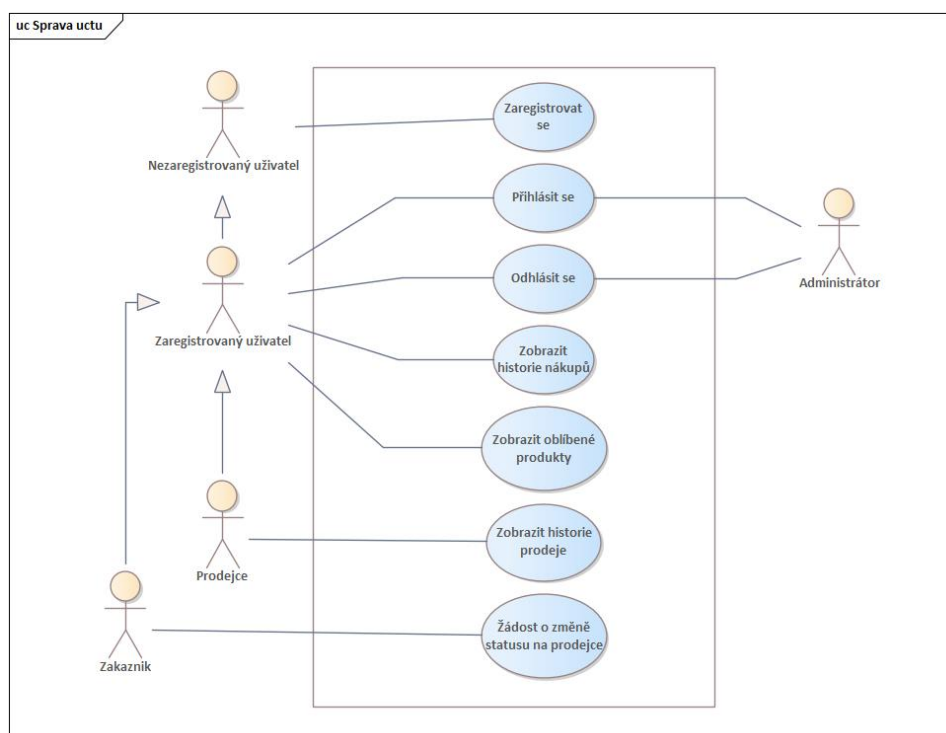 uc Sprava uctu
Nezaregistrovaný uživatel
Zaregistrovat
se
Přihlásit se
Administrátor
Odhlásit se
Zaregistrovaný uživatel
Zobrazit
historie nákupů
Zobrazit oblíbené
produkty
Zobrazit historie
prodeje
Prodejce
Žádost o změně
statusu na prodejce
Zakaznik